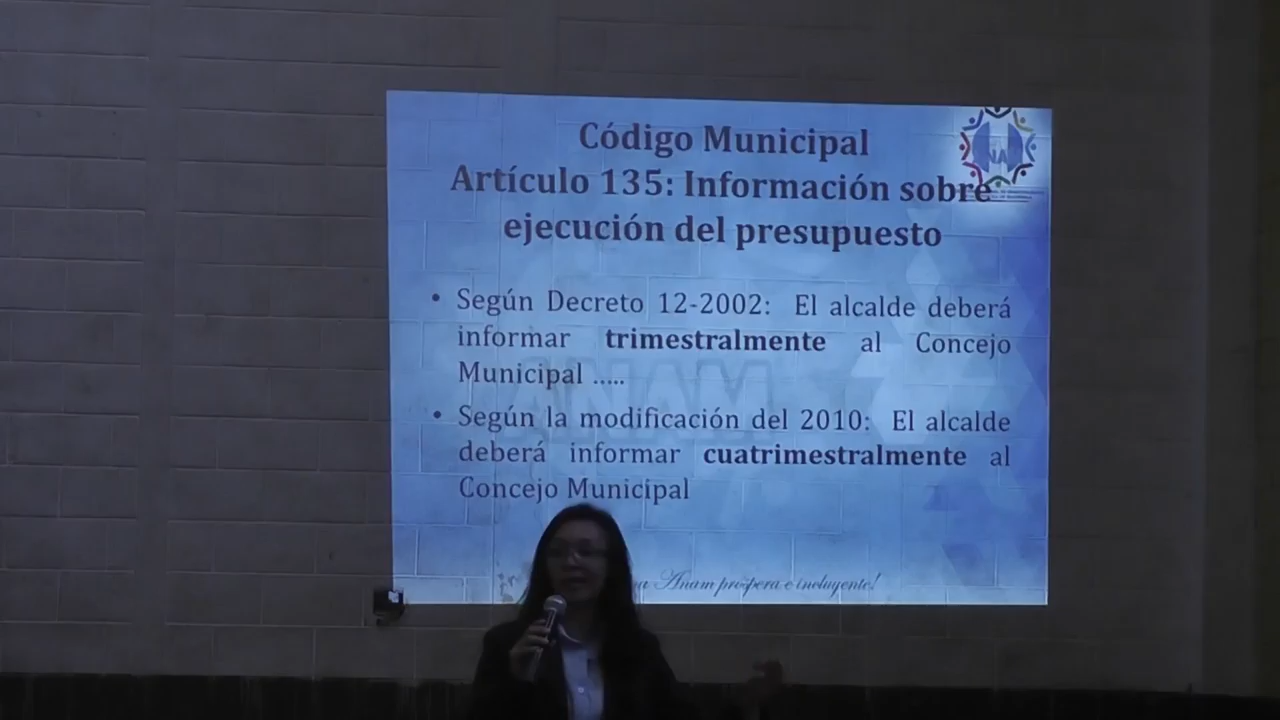 Código Municipal
Artículo 135: Información sobre
ejecución del presupuesto
• Según Decreto 12-2002: El alcalde deberá
informar trimestralmente al Concejo
Municipal .....
• Según la modificación del 2010: El alcalde
deberá informar cuatrimestralmente al
Concejo Municipal
ANAM
Anam próspera e incluyente!